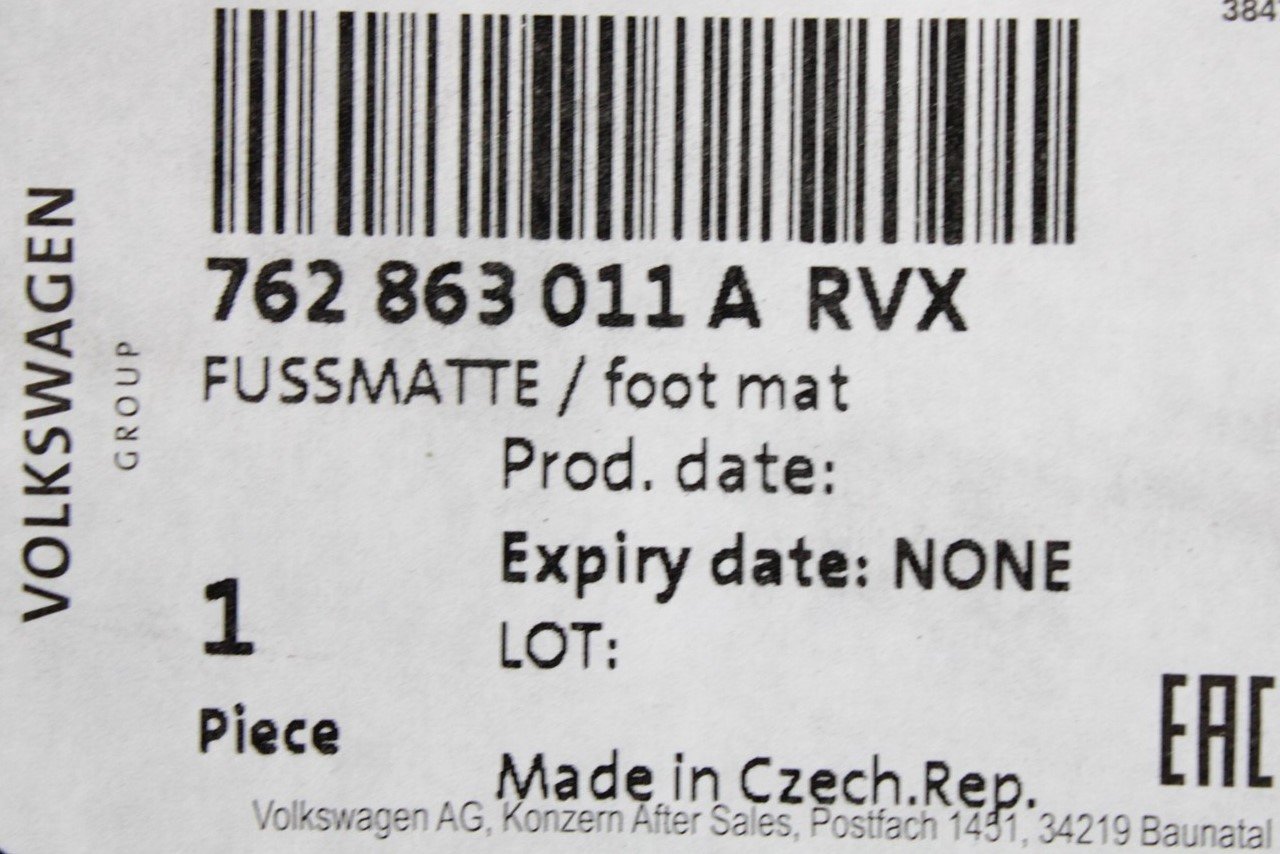 384
762 863 011 A RVX
FUSSMATTE / foot mat
Prod. date:
Expiry date: NONE
LOT:
1
Piece
Made in Czech.Rep.
Volkswagen AG, Konzern After Sales, Postfach 1451, 34219 Baunatal
VOLKSWAGEN
GROUP
EAC